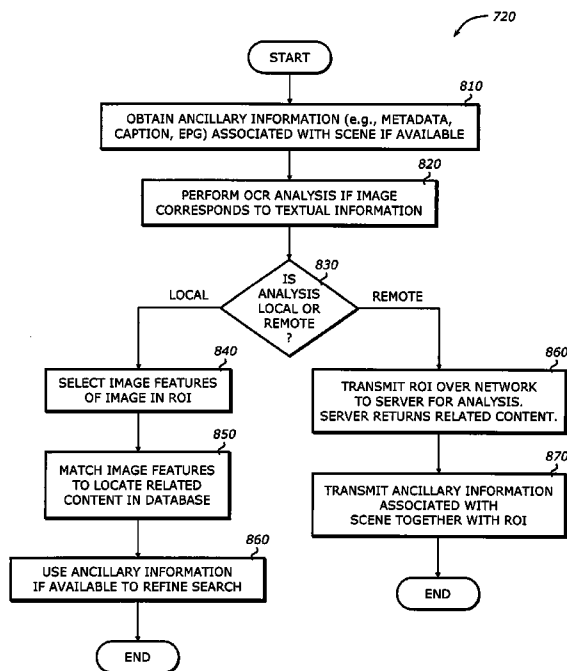 720
START
810
OBTAIN ANCILLARY INFORMATION (e.g., METADATA,
CAPTION, EPG) ASSOCIATED WITH SCENE IF AVAILABLE
820
PERFORM OCR ANALYSIS IF IMAGE
CORRESPONDS TO TEXTUAL INFORMATION
830
IS
ANALYSIS
LOCAL OR
REMOTE
?
LOCAL
REMOTE
840
SELECT IMAGE FEATURES
OF IMAGE IN ROI
850
MATCH IMAGE FEATURES
TO LOCATE RELATED
CONTENT IN DATABASE
860
USE ANCILLARY INFORMATION
IF AVAILABLE TO REFINE SEARCH
END
860
TRANSMIT ROI OVER NETWORK
TO SERVER FOR ANALYSIS.
SERVER RETURNS RELATED CONTENT.
870
TRANSMIT ANCILLARY INFORMATION
ASSOCIATED WITH
SCENE TOGETHER WITH ROI
END